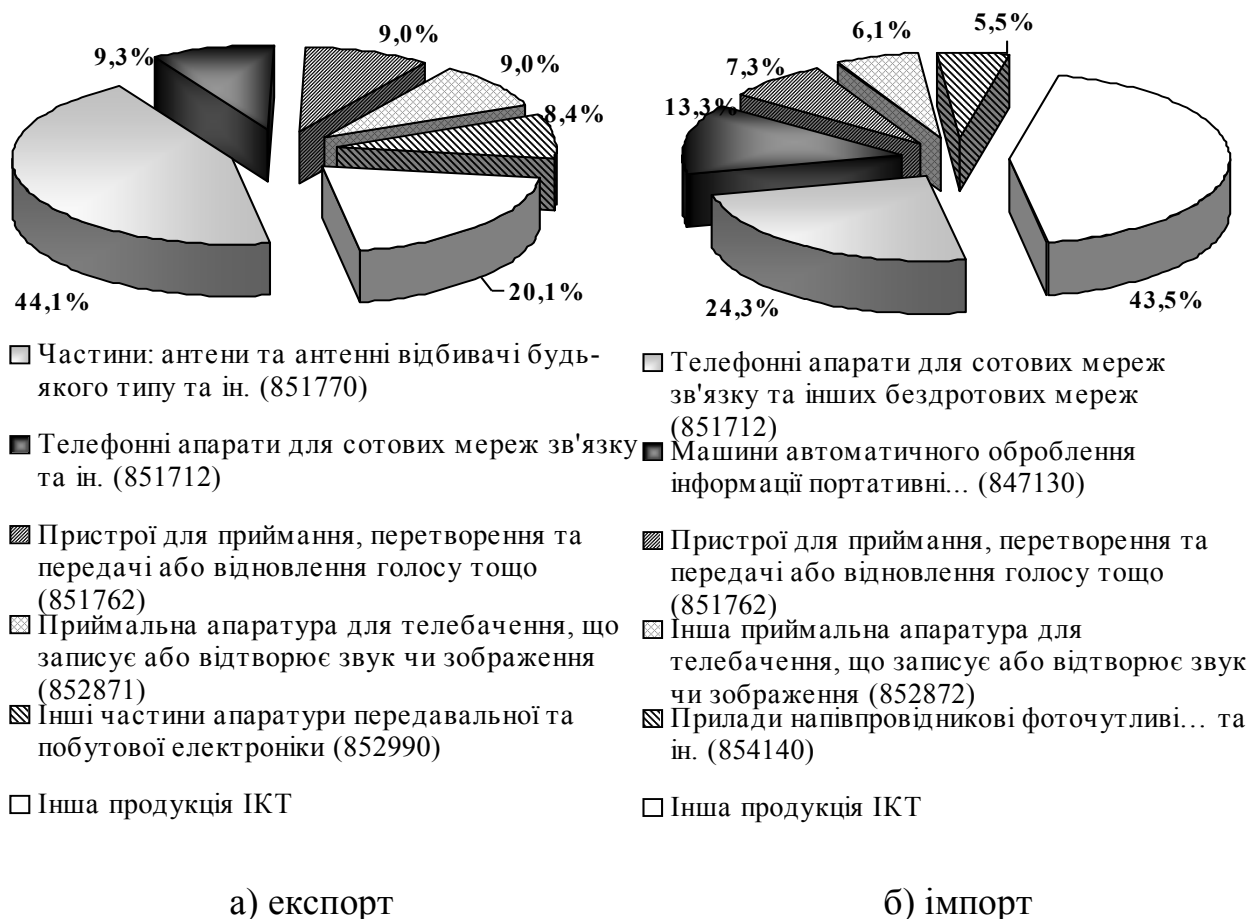 9,3%
9,0%
9,0%
8,4%
20,1%
44,1%
Частини: антени та антенні відбивачі будь-
якого типу та ін. (851770)
Телефонні апарати для сотових мереж зв'язку
та ін. (851712)
Пристрої для приймання, перетворення та
передачі або відновлення голосу тощо
(851762)
Приймальна апаратура для телебачення, що
записує або відтворює звук чи зображення
(852871)
Інші частини апаратури передавальної та
побутової електроніки (852990)
Інша продукція ІКТ
а) експорт
5,5%
6,1%
7,3%
13,3%
24,3%
43,5%
Телефонні апарати для сотових мереж
зв'язку та інших бездротових мереж
(851712)
Машини автоматичного оброблення
інформації портативні... (847130)
Пристрої для приймання, перетворення та
передачі або відновлення голосу тощо
(851762)
Інша приймальна апаратура для
телебачення, що записує або відтворює звук
чи зображення (852872)
Прилади напівпровідникові фоточутливі... та
ін. (854140)
Інша продукція ІКТ
б) імпорт